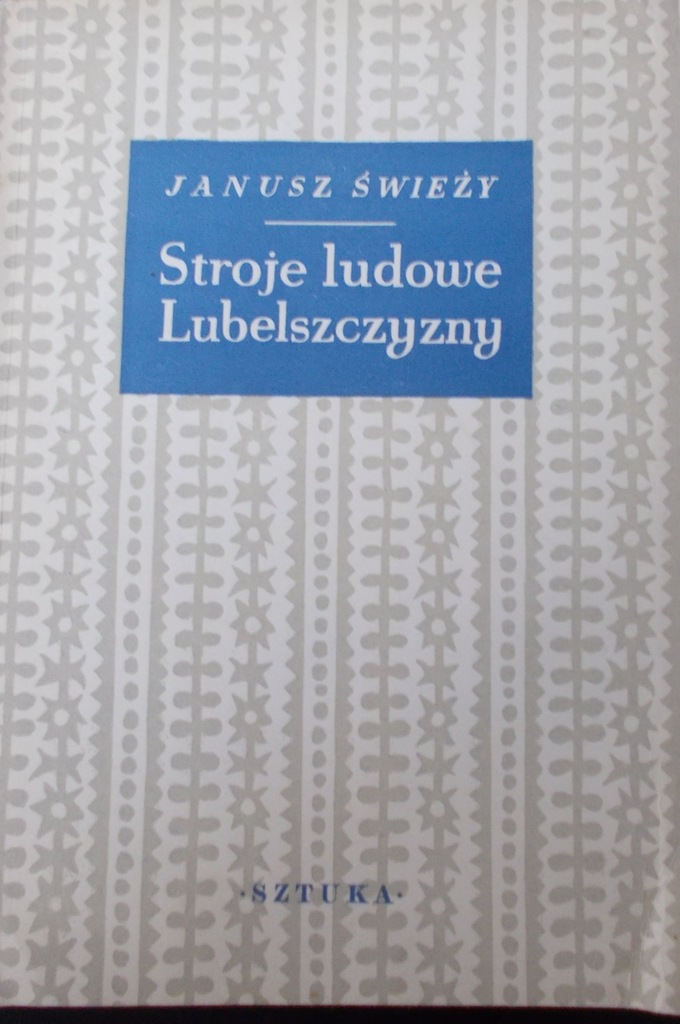 JANUSZ ŚWIEŻY
Stroje ludowe
Lubelszczyzny
·SZTUKA·